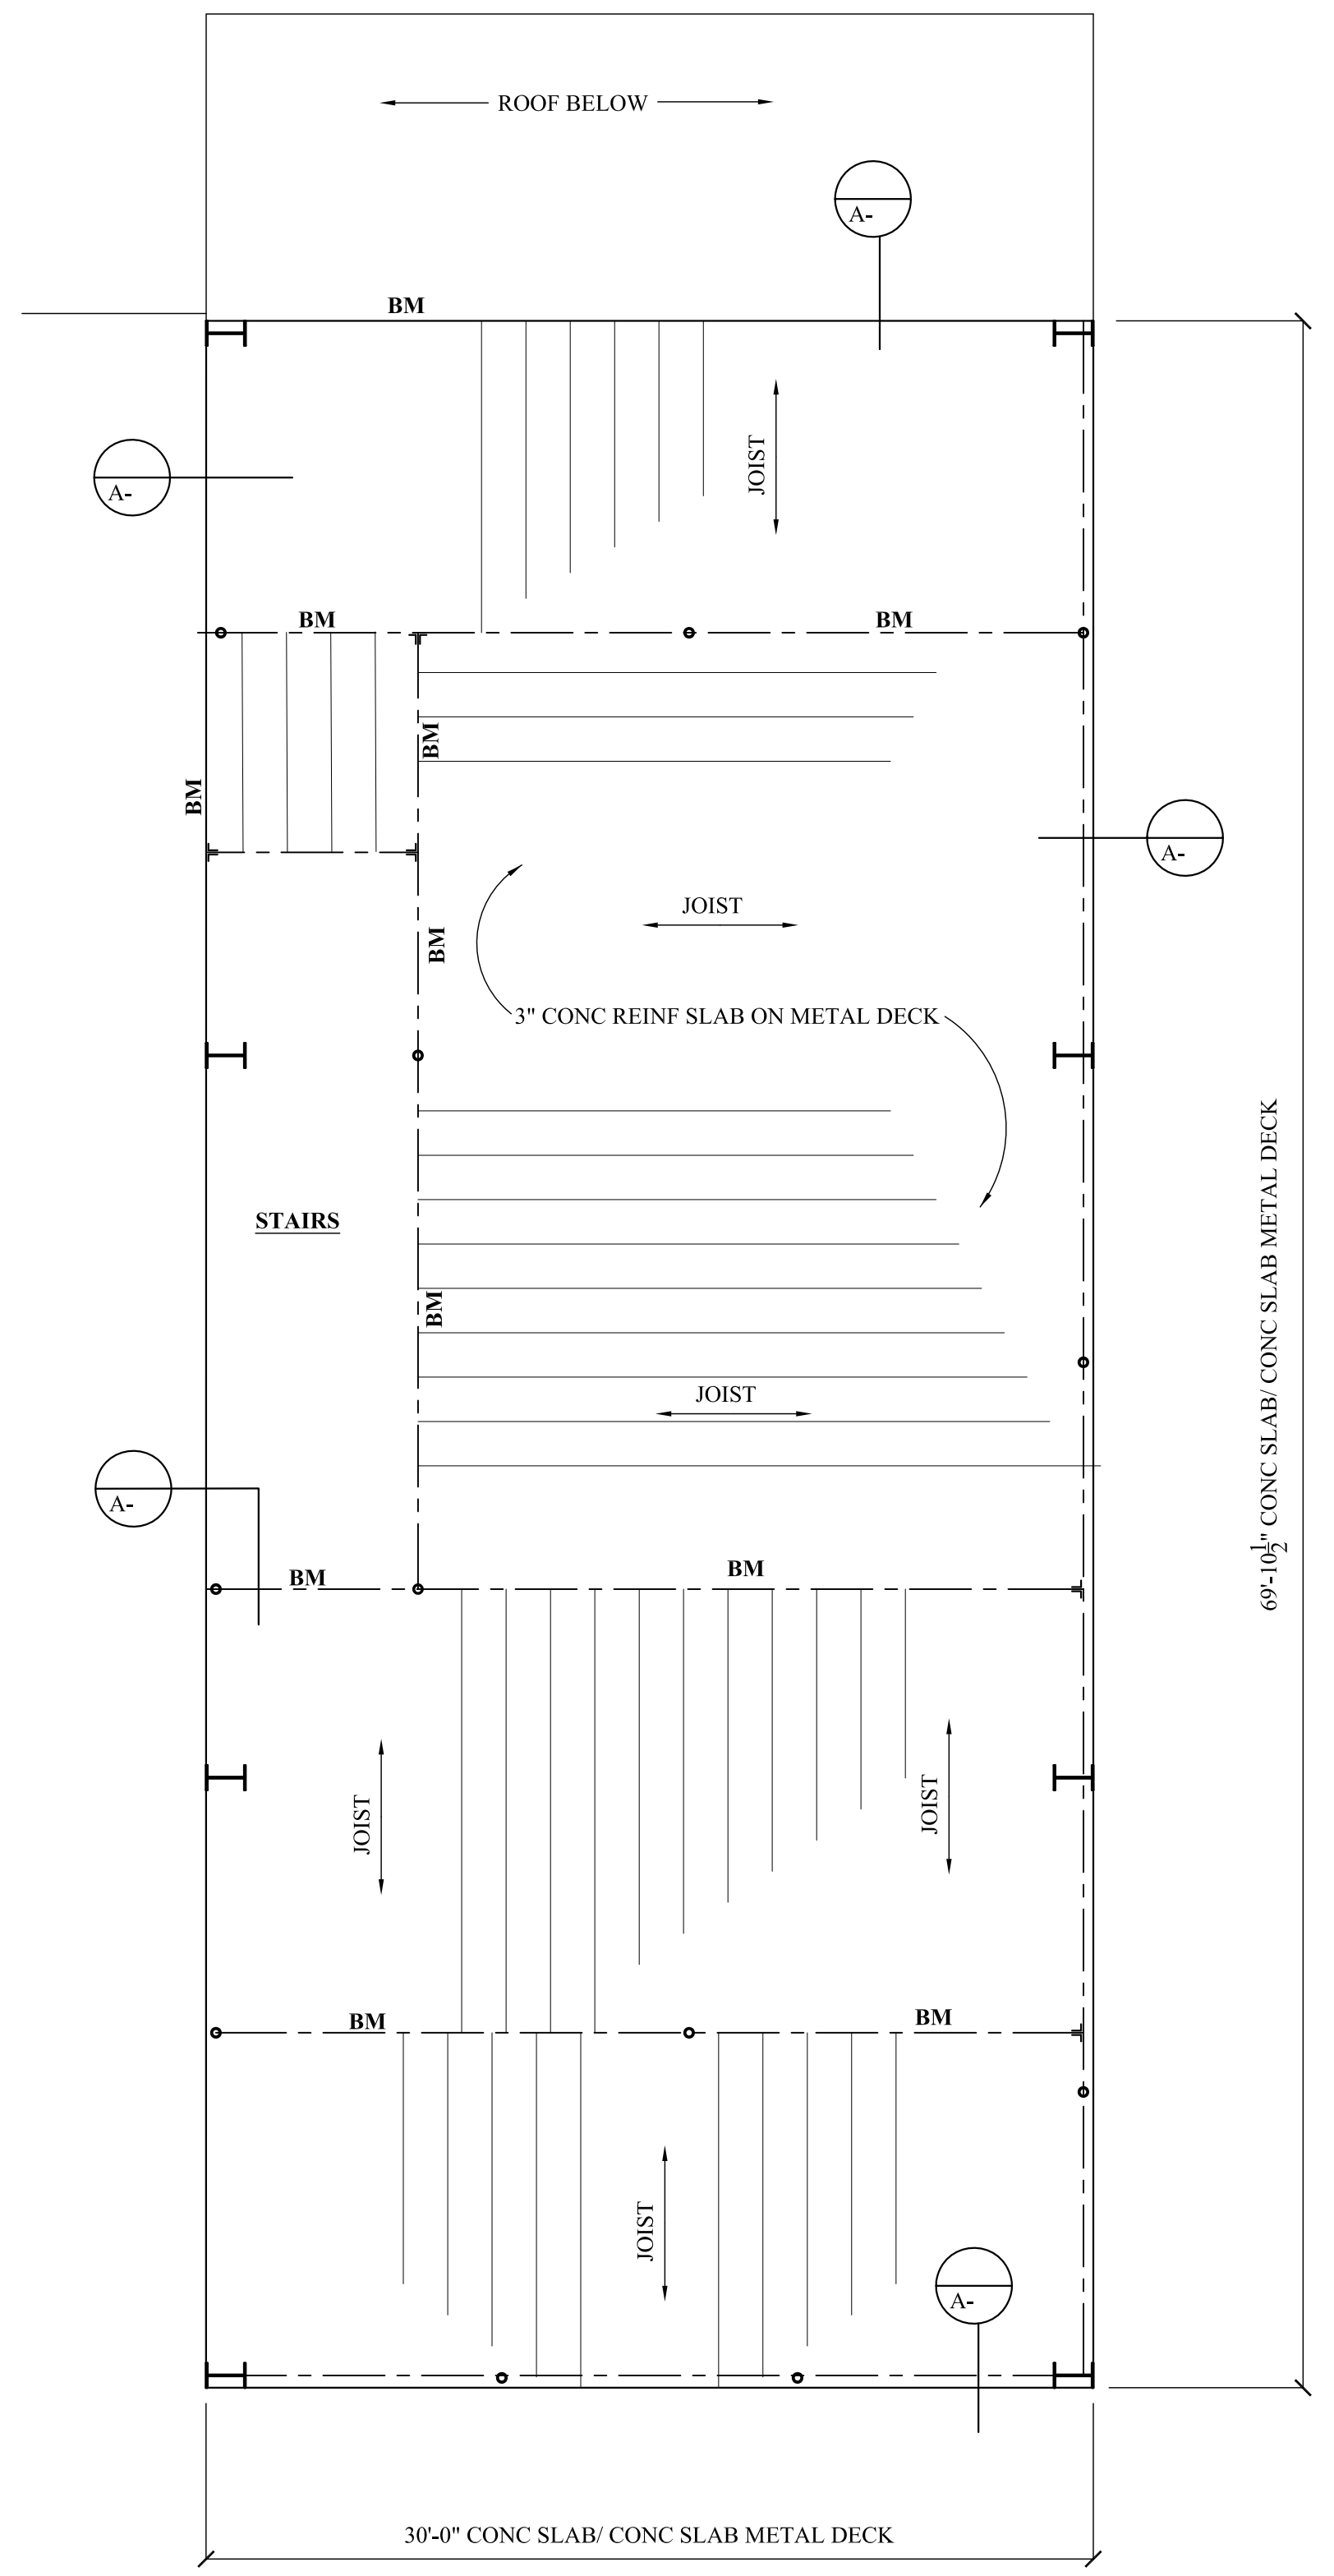 ROOF BELOW
A-
BM
JOIST
A-
BM
BM
BM
BM
A-
JOIST
BM
3" CONC REINF SLAB ON METAL DECK
STAIRS
BM
69'-10 1/2" CONC SLAB/ CONC SLAB METAL DECK
JOIST
A-
BM
BM
JOIST
JOIST
BM
BM
JOIST
A-
30'-0" CONC SLAB/ CONC SLAB METAL DECK